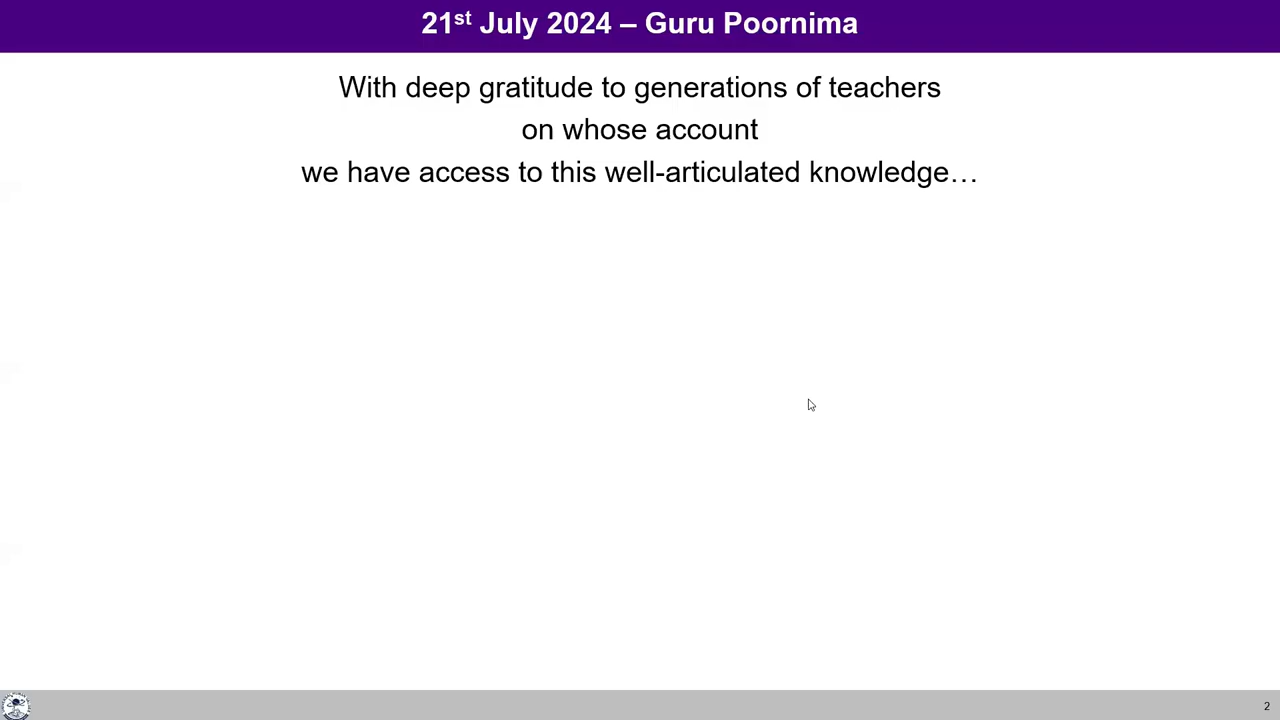 21st July 2024 – Guru Poornima
With deep gratitude to generations of teachers
on whose account
we have access to this well-articulated knowledge…
2